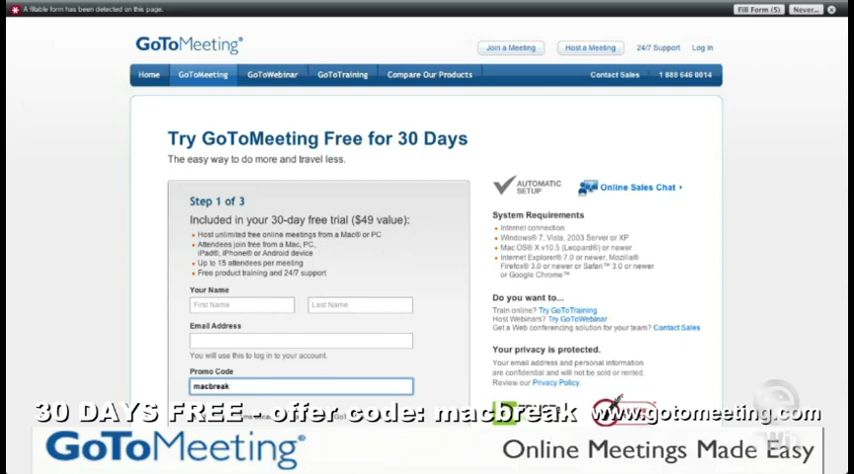 A fillable form has been detected on this page.
Fill Form (5) Never...
GoToMeeting®
Join a Meeting Host a Meeting 24/7 Support Log In
Home GoToMeeting GoToWebinar GoToTraining Compare Our Products Contact Sales 1 888 646 0014
Try GoToMeeting Free for 30 Days
The easy way to do more and travel less.
Step 1 of 3
Included in your 30-day free trial ($49 value):
Host unlimited free online meetings from a Mac® or PC
Attendees join free from a Mac, PC,
iPad®, iPhone® or Android device
Up to 15 attendees per meeting
Free product training and 24/7 support
Your Name
First Name Last Name
Email Address
You will use this to log in to your account.
Promo Code
macbreak
AUTOMATIC
SETUP
Online Sales Chat
System Requirements
Internet connection
Windows® 7, Vista, 2003 Server or XP
Mac OS® X v10.5 (Leopard®) or newer
Internet Explorer® 7.0 or newer, Mozilla®
Firefox® 3.0 or newer or Safari™ 3.0 or newer
or Google Chrome™
Do you want to...
Train online? Try GoToTraining
Host Webinars? Try GoToWebinar
Get a Web conferencing solution for your team? Contact Sales
Your privacy is protected.
Your email address and personal information
are confidential and will not be sold or rented.
Review our Privacy Policy.
30 DAYS FREE - offer code: macbreak www.gotomeeting.com
GoToMeeting®
Online Meetings Made Easy